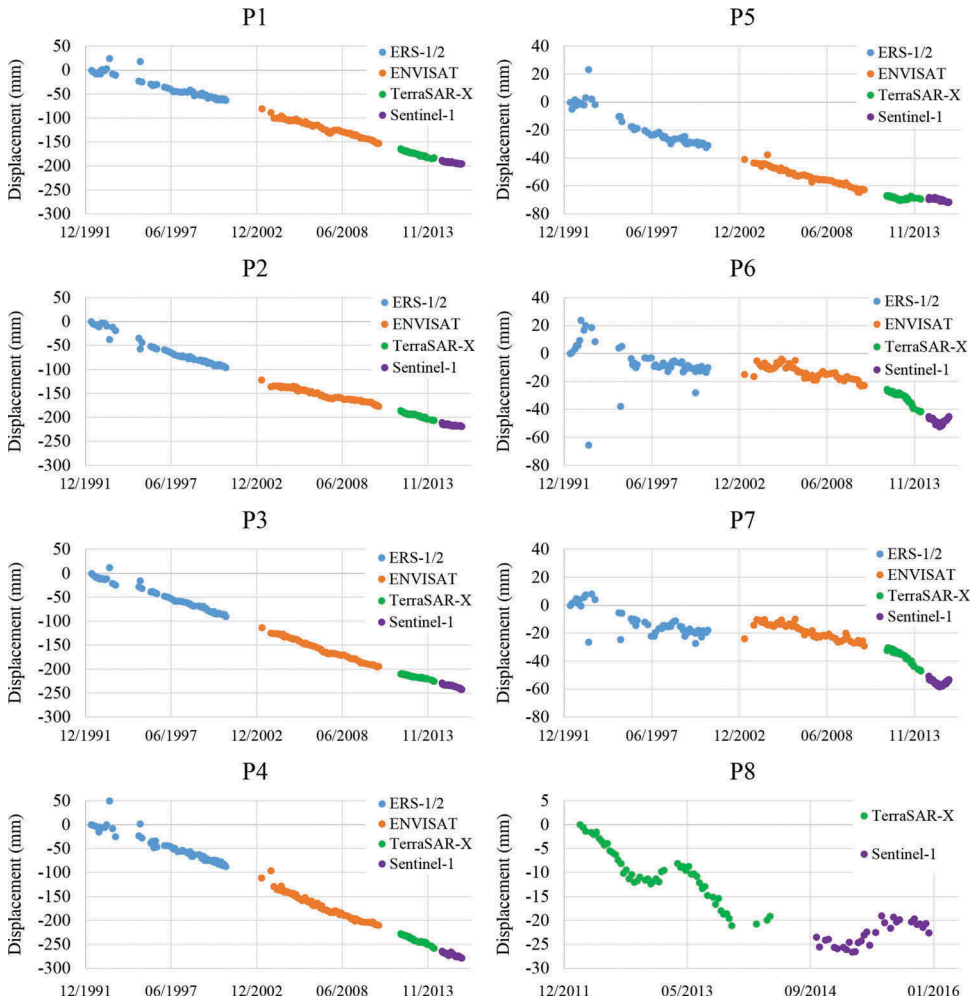 P1
Displacement (mm)
50
0
-50
-100
-150
-200
-250
-300
12/1991 06/1997 12/2002 06/2008 11/2013
ERS-1/2
ENVISAT
TerraSAR-X
Sentinel-1
P5
Displacement (mm)
40
20
0
-20
-40
-60
-80
12/1991 06/1997 12/2002 06/2008 11/2013
ERS-1/2
ENVISAT
TerraSAR-X
Sentinel-1
P2
Displacement (mm)
50
0
-50
-100
-150
-200
-250
-300
12/1991 06/1997 12/2002 06/2008 11/2013
ERS-1/2
ENVISAT
TerraSAR-X
Sentinel-1
P6
Displacement (mm)
40
20
0
-20
-40
-60
-80
12/1991 06/1997 12/2002 06/2008 11/2013
ERS-1/2
ENVISAT
TerraSAR-X
Sentinel-1
P3
Displacement (mm)
50
0
-50
-100
-150
-200
-250
-300
12/1991 06/1997 12/2002 06/2008 11/2013
ERS-1/2
ENVISAT
TerraSAR-X
Sentinel-1
P7
Displacement (mm)
40
20
0
-20
-40
-60
-80
12/1991 06/1997 12/2002 06/2008 11/2013
ERS-1/2
ENVISAT
TerraSAR-X
Sentinel-1
P4
Displacement (mm)
50
0
-50
-100
-150
-200
-250
-300
12/1991 06/1997 12/2002 06/2008 11/2013
ERS-1/2
ENVISAT
TerraSAR-X
Sentinel-1
P8
Displacement (mm)
5
0
-5
-10
-15
-20
-25
-30
12/2011 05/2013 09/2014 01/2016
TerraSAR-X
Sentinel-1